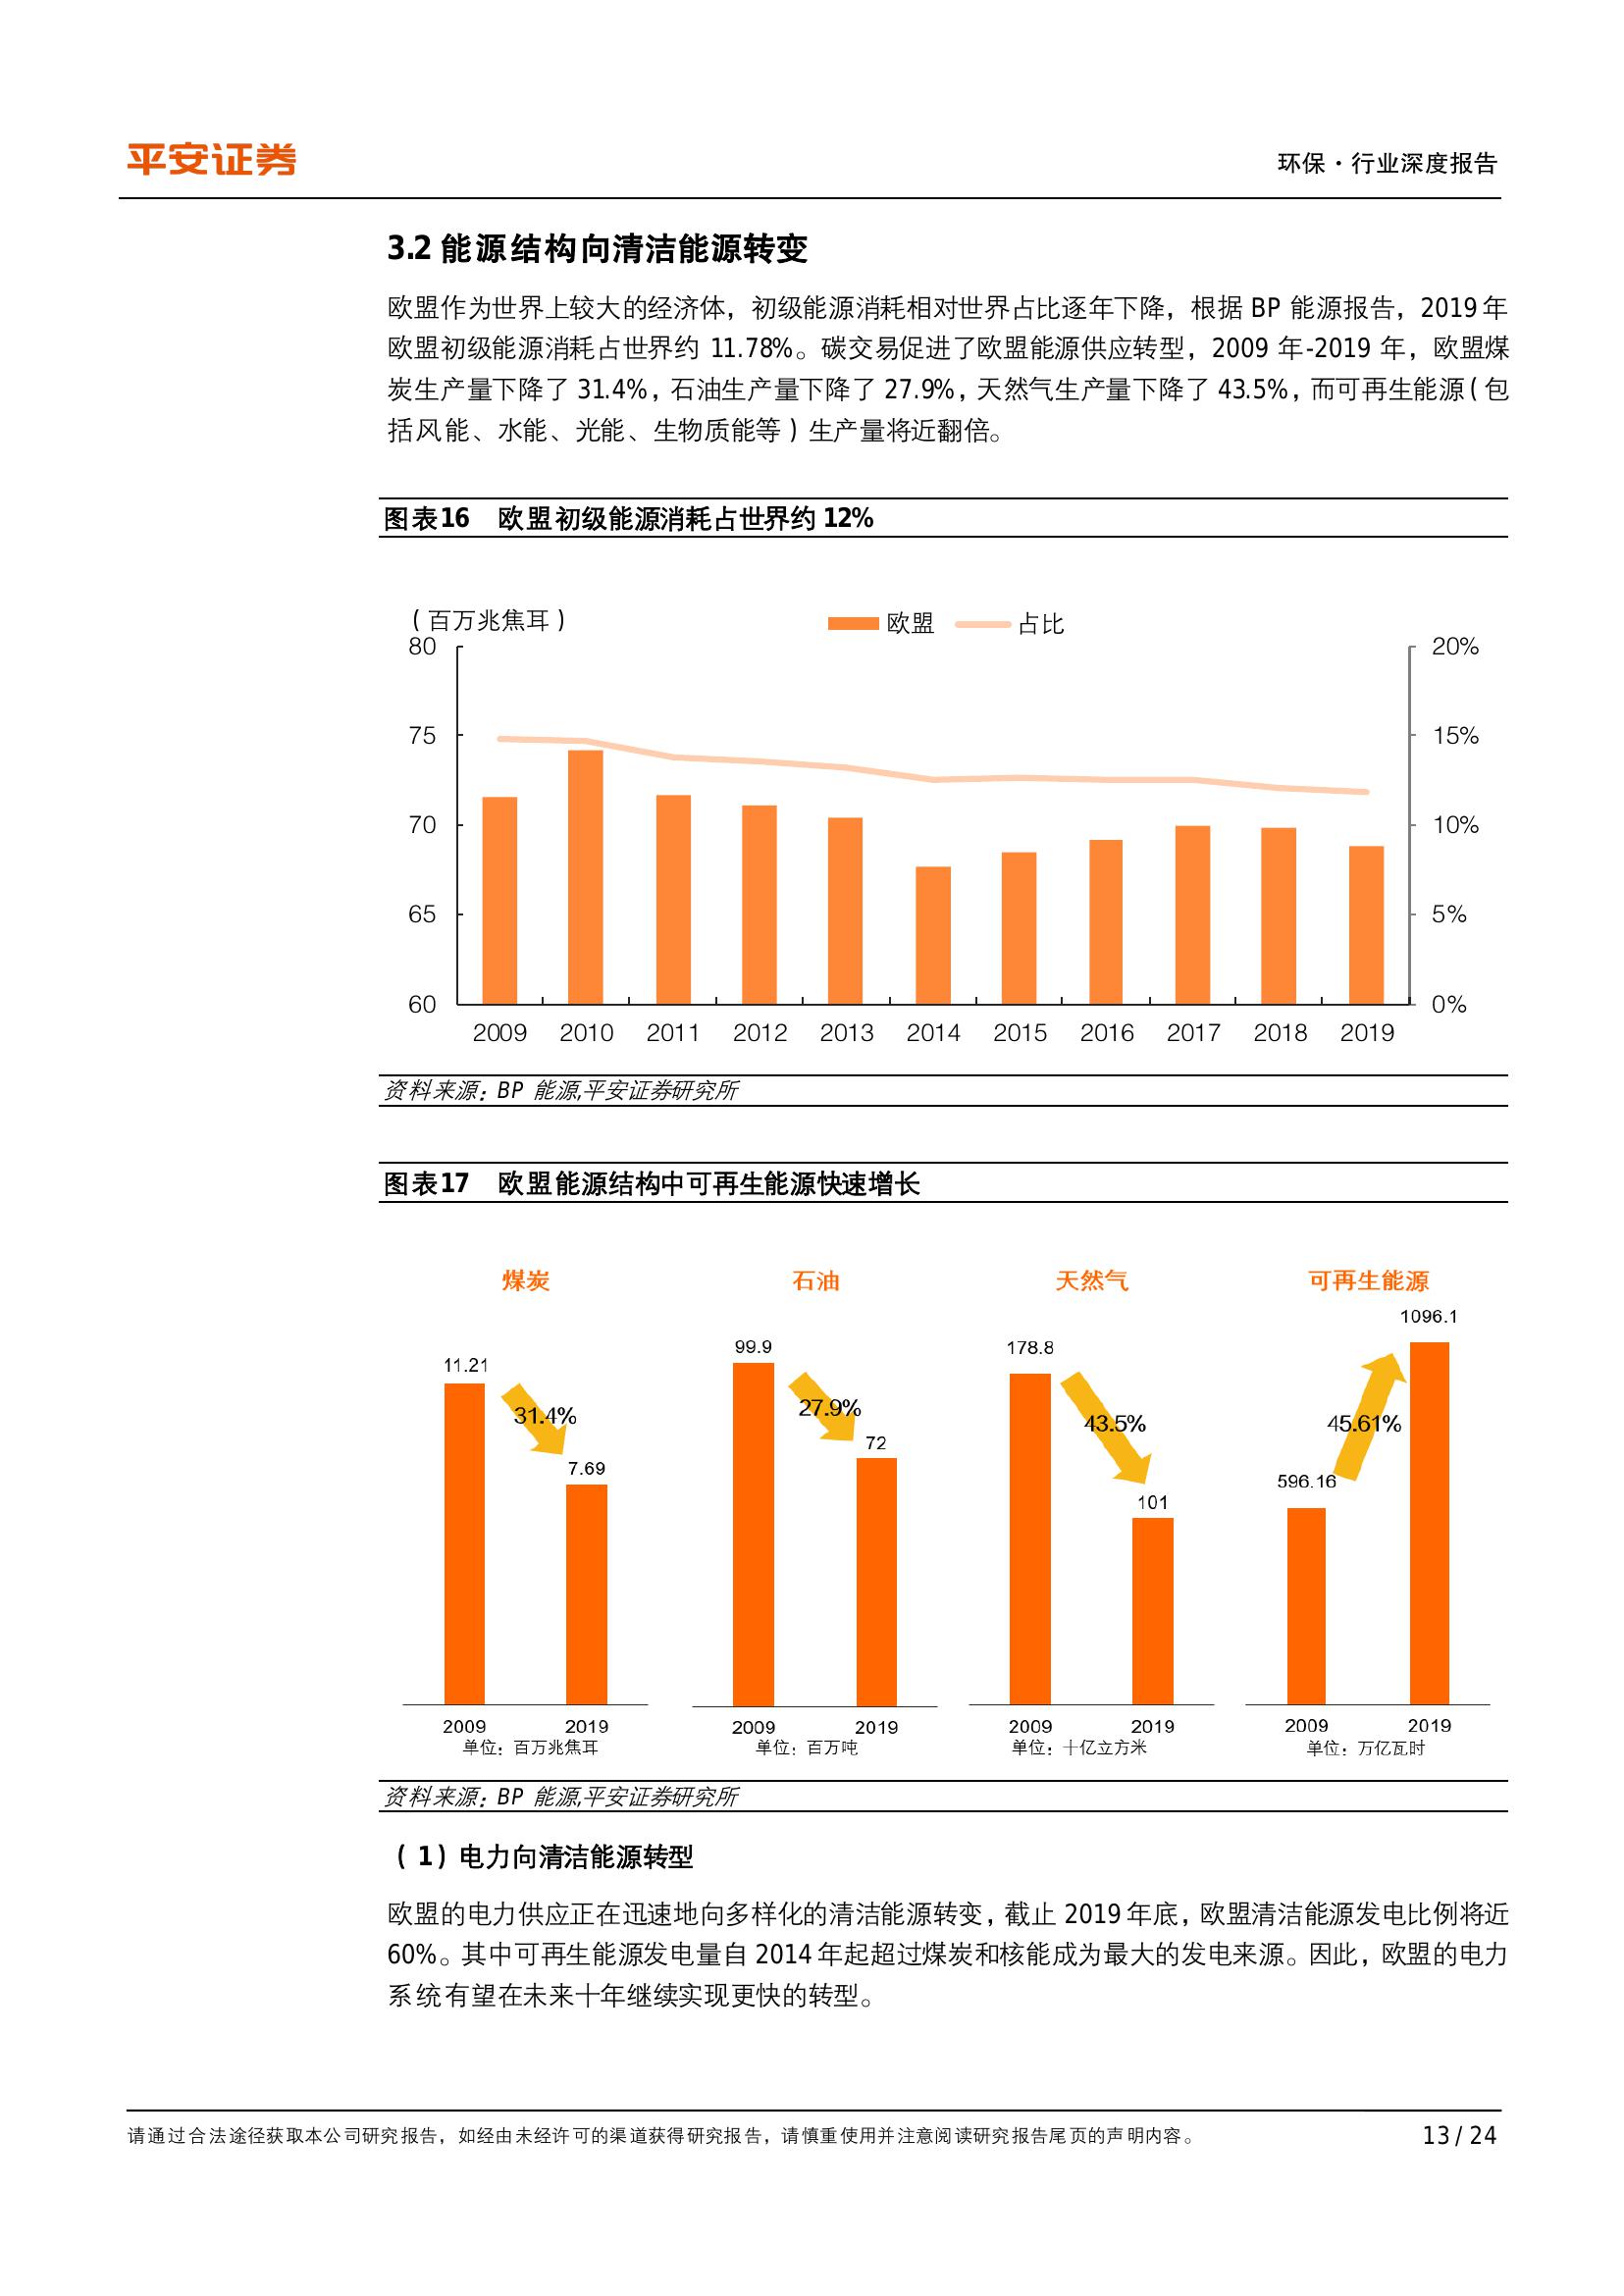 平安证券
环保·行业深度报告
3.2 能源结构向清洁能源转变
欧盟作为世界上较大的经济体，初级能源消耗相对世界占比逐年下降，根据 BP 能源报告，2019 年
欧盟初级能源消耗占世界约 11.78%。碳交易促进了欧盟能源供应转型，2009 年-2019 年，欧盟煤
炭生产量下降了 31.4%，石油生产量下降了 27.9%，天然气生产量下降了 43.5%，而可再生能源（包
括风能、水能、光能、生物质能等）生产量将近翻倍。
图表16 欧盟初级能源消耗占世界约 12%
（百万兆焦耳）
欧盟 占比
80 20%
75 15%
70 10%
65 5%
60 0%
2009 2010 2011 2012 2013 2014 2015 2016 2017 2018 2019
资料来源：BP 能源,平安证券研究所
图表17 欧盟能源结构中可再生能源快速增长
煤炭
11.21
31.4%
7.69
2009 2019
单位：百万兆焦耳
石油
99.9
27.9%
72
2009 2019
单位：百万吨
天然气
178.8
43.5%
101
2009 2019
单位：十亿立方米
可再生能源
1096.1
45.61%
596.16
2009 2019
单位：万亿瓦时
资料来源：BP 能源,平安证券研究所
（1）电力向清洁能源转型
欧盟的电力供应正在迅速地向多样化的清洁能源转变，截止 2019 年底，欧盟清洁能源发电比例将近
60%。其中可再生能源发电量自 2014 年起超过煤炭和核能成为最大的发电来源。因此，欧盟的电力
系统有望在未来十年继续实现更快的转型。
请通过合法途径获取本公司研究报告，如经由未经许可的渠道获得研究报告，请慎重使用并注意阅读研究报告尾页的声明内容。
13 / 24